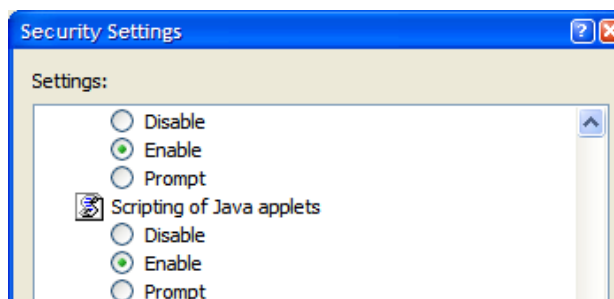 Security Settings
Settings:
Disable
Enable
Prompt
Scripting of Java applets
Disable
Enable
Prompt